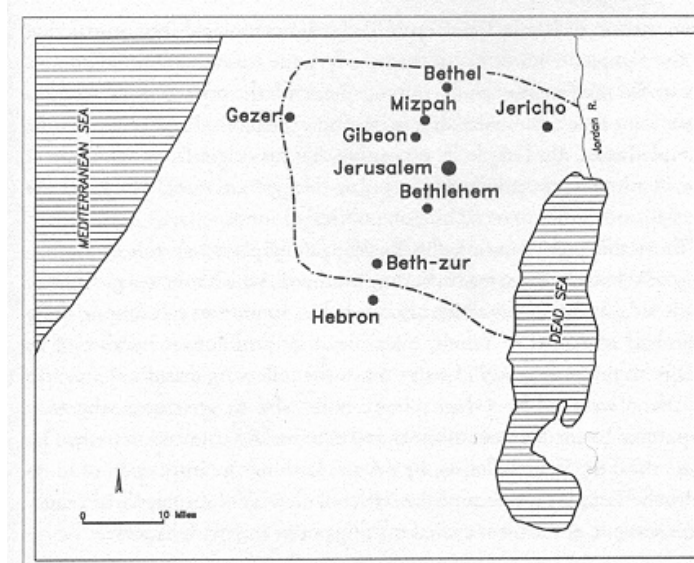 Bethel
Mizpah
Jericho
Gezer
Gibeon
Jordan R.
MEDITERRANEAN SEA
Jerusalem
Bethlehem
Beth-zur
Hebron
DEAD SEA
0
10 Miles